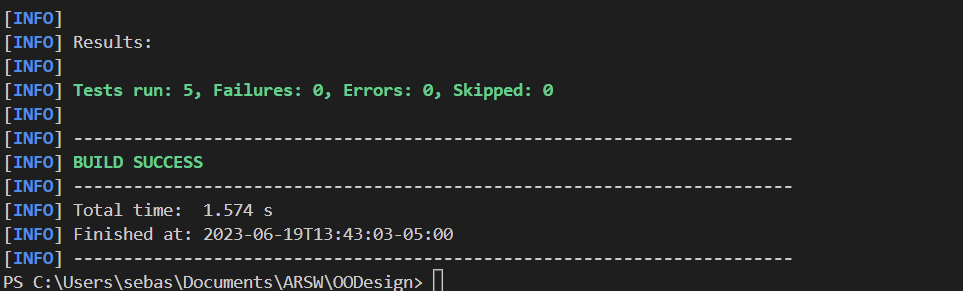 [INFO]
[INFO] Results:
[INFO]
[INFO] Tests run: 5, Failures: 0, Errors: 0, Skipped: 0
[INFO]
[INFO] ------------------------------------------------------------------------
[INFO] BUILD SUCCESS
[INFO] ------------------------------------------------------------------------
[INFO] Total time:  1.574 s
[INFO] Finished at: 2023-06-19T13:43:03-05:00
[INFO] ------------------------------------------------------------------------
PS C:\Users\sebas\Documents\ARSW\OODesign>